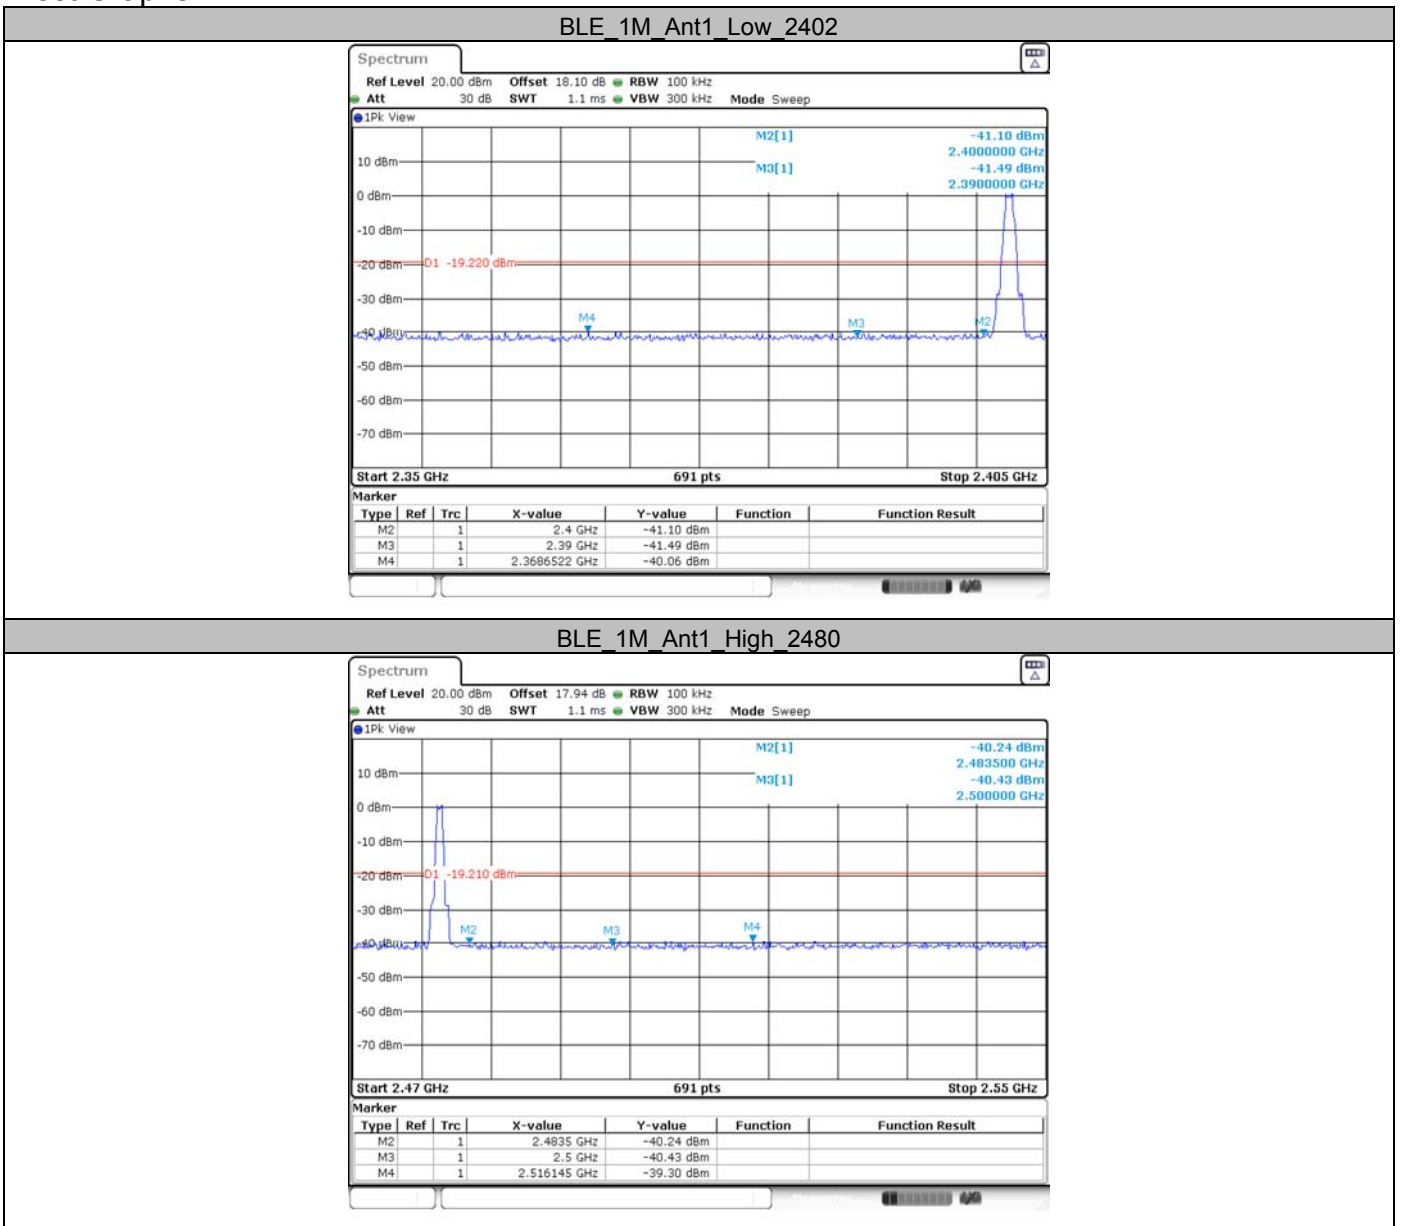 BLE_1M_Ant1_Low_2402
Spectrum
Ref Level 20.00 dBm Offset 18.10 dB RBW 100 kHz
Att 30 dB SWT 1.1 ms VBW 300 kHz Mode Sweep
1Pk View
M2[1] -41.10 dBm
2.4000000 GHz
10 dBm
M3[1] -41.49 dBm
2.3900000 GHz
0 dBm
-10 dBm
-20 dBm D1 -19.220 dBm
-30 dBm
M4 M3 M2
-40 dBm
-50 dBm
-60 dBm
-70 dBm
Start 2.35 GHz 691 pts Stop 2.405 GHz
Marker
Type Ref Trc X-value Y-value Function Function Result
M2 1 2.4 GHz -41.10 dBm
M3 1 2.39 GHz -41.49 dBm
M4 1 2.3686522 GHz -40.06 dBm
BLE_1M_Ant1_High_2480
Spectrum
Ref Level 20.00 dBm Offset 17.94 dB RBW 100 kHz
Att 30 dB SWT 1.1 ms VBW 300 kHz Mode Sweep
1Pk View
M2[1] -40.24 dBm
2.483500 GHz
10 dBm
M3[1] -40.43 dBm
2.500000 GHz
0 dBm
-10 dBm
-20 dBm D1 -19.210 dBm
-30 dBm
M2 M3 M4
-40 dBm
-50 dBm
-60 dBm
-70 dBm
Start 2.47 GHz 691 pts Stop 2.55 GHz
Marker
Type Ref Trc X-value Y-value Function Function Result
M2 1 2.4835 GHz -40.24 dBm
M3 1 2.5 GHz -40.43 dBm
M4 1 2.516145 GHz -39.30 dBm